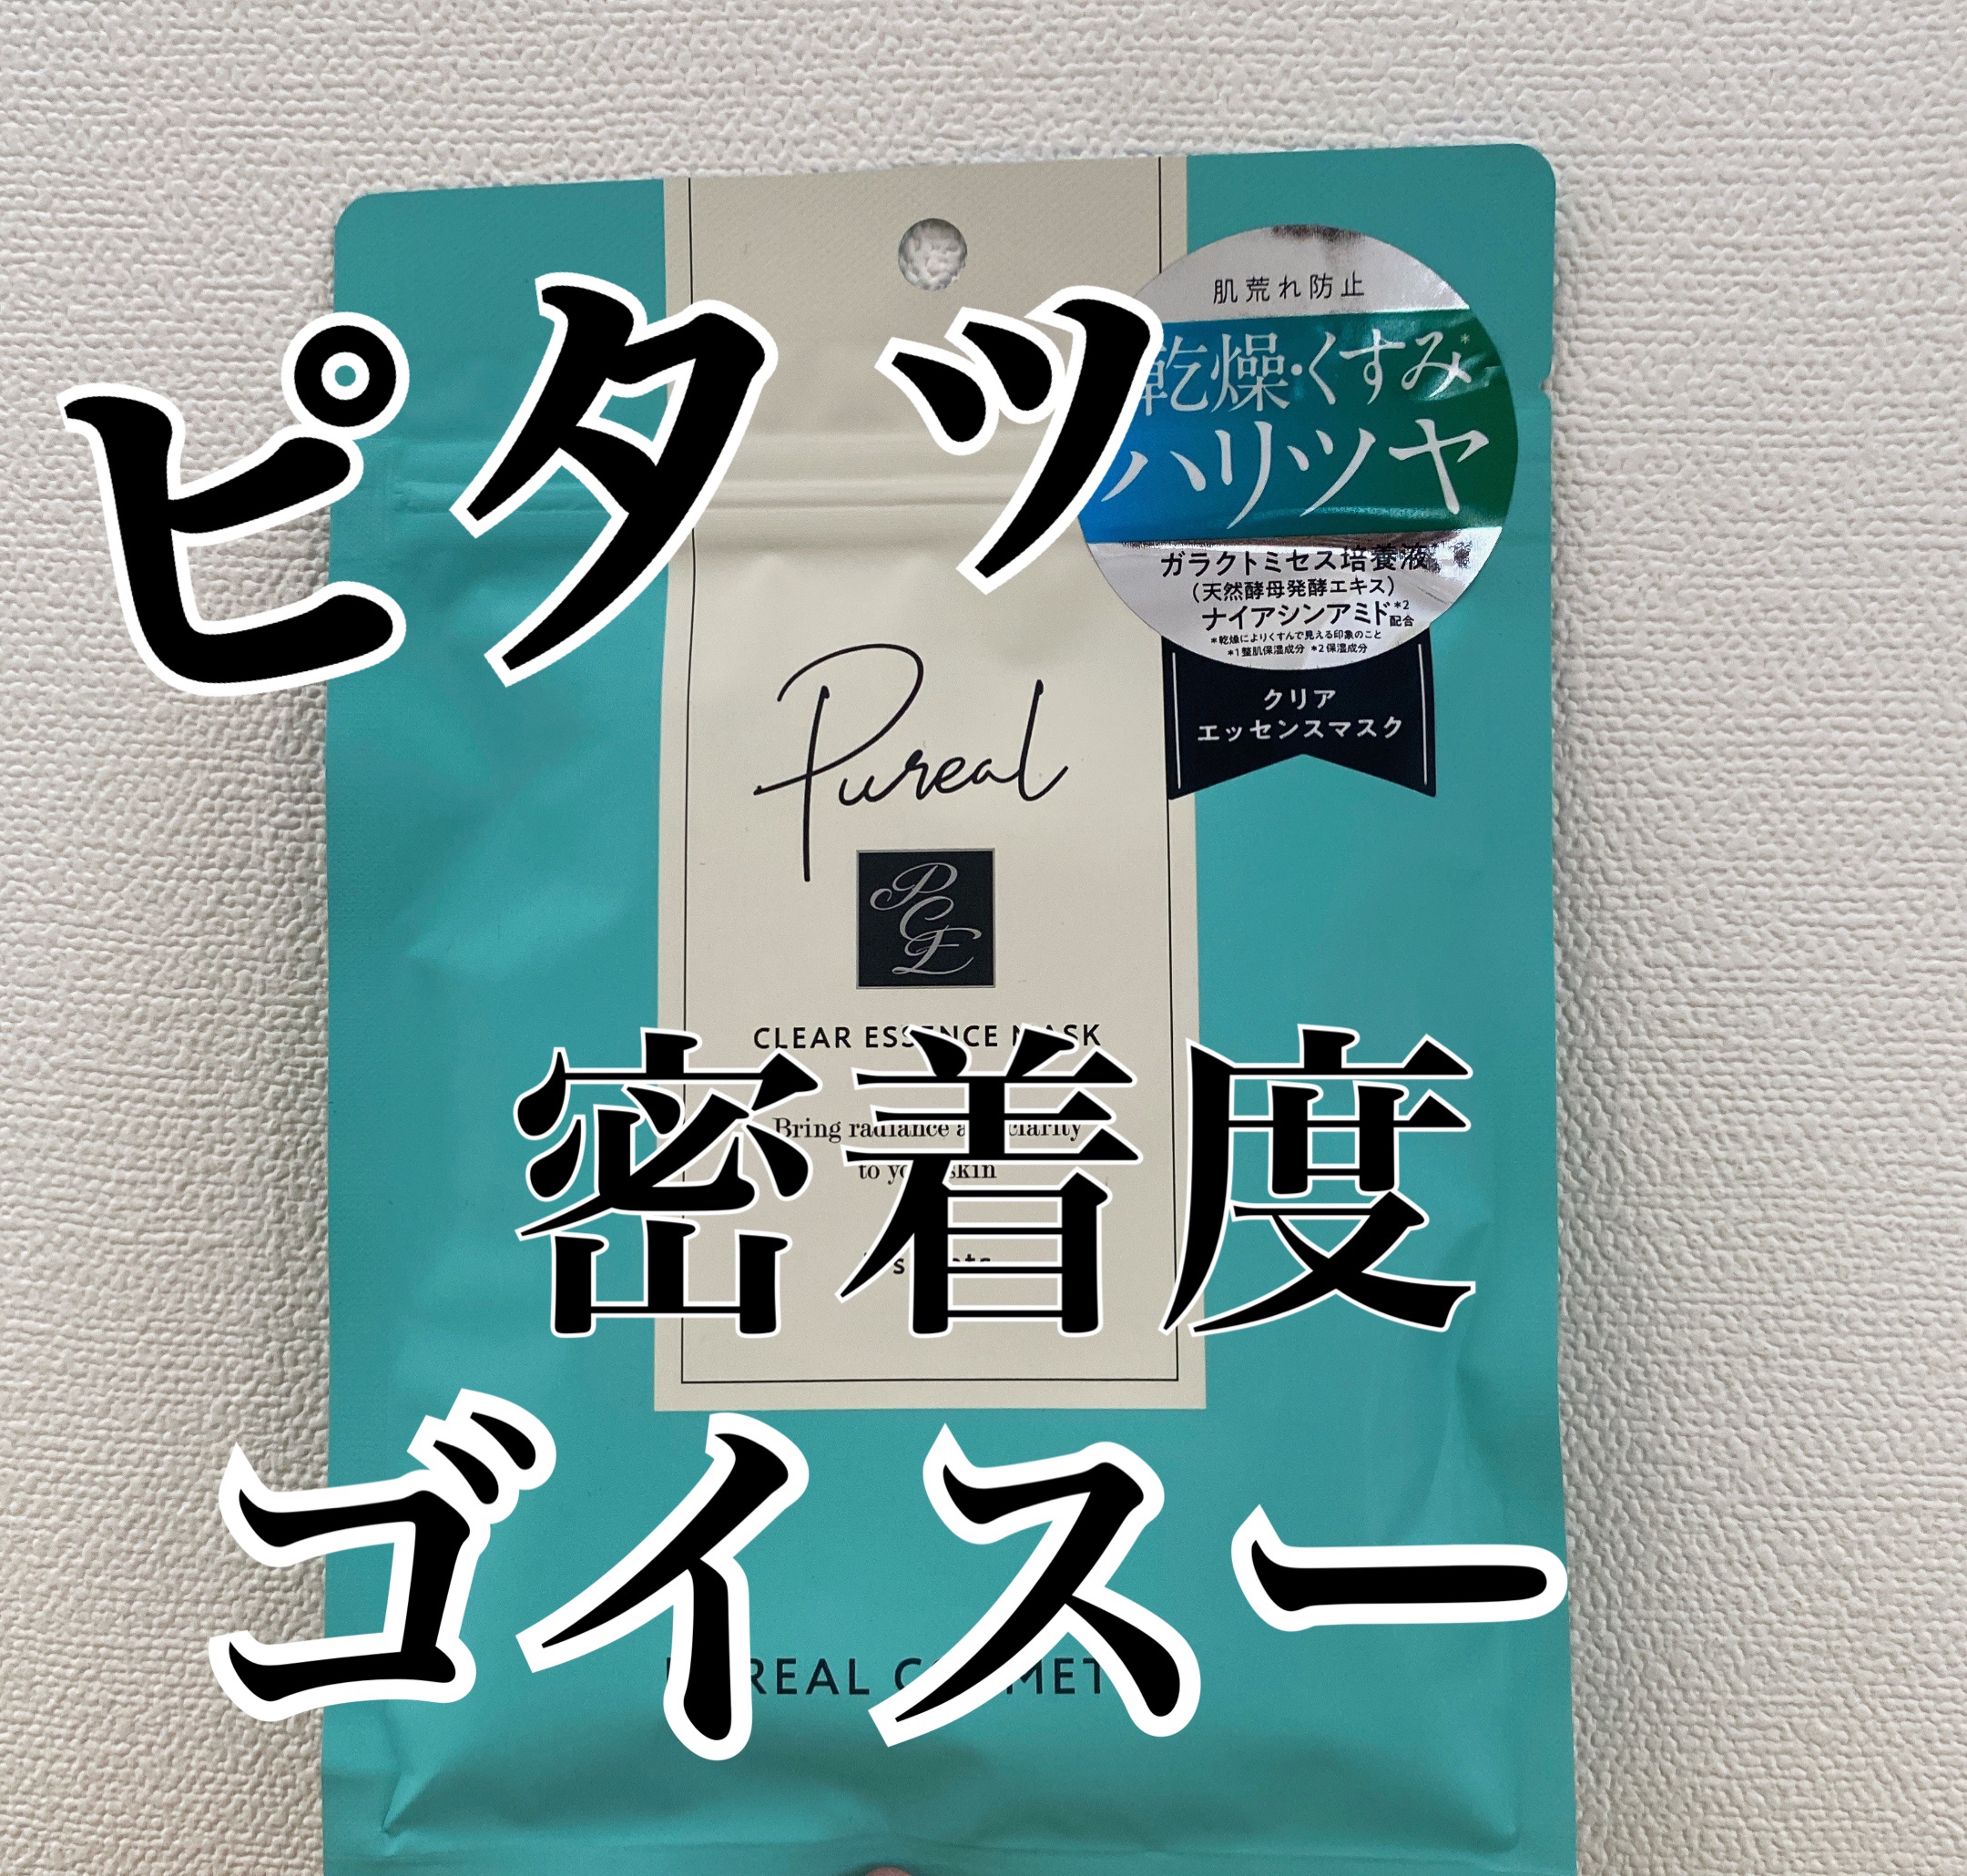 ピタッ
密着度
ゴイスー
肌荒れ防止
乾燥・くすみ*
ハリツヤ
ガラクトミセス培養液
(天然酵母発酵エキス)
ナイアシンアミド*2配合
*乾燥によりくすんで見える印象のこと
*1整肌保湿成分 *2保湿成分
クリア
エッセンスマスク
Pureal
PCE
CLEAR ESSENCE MASK
Bring radiance and clarity
to your skin